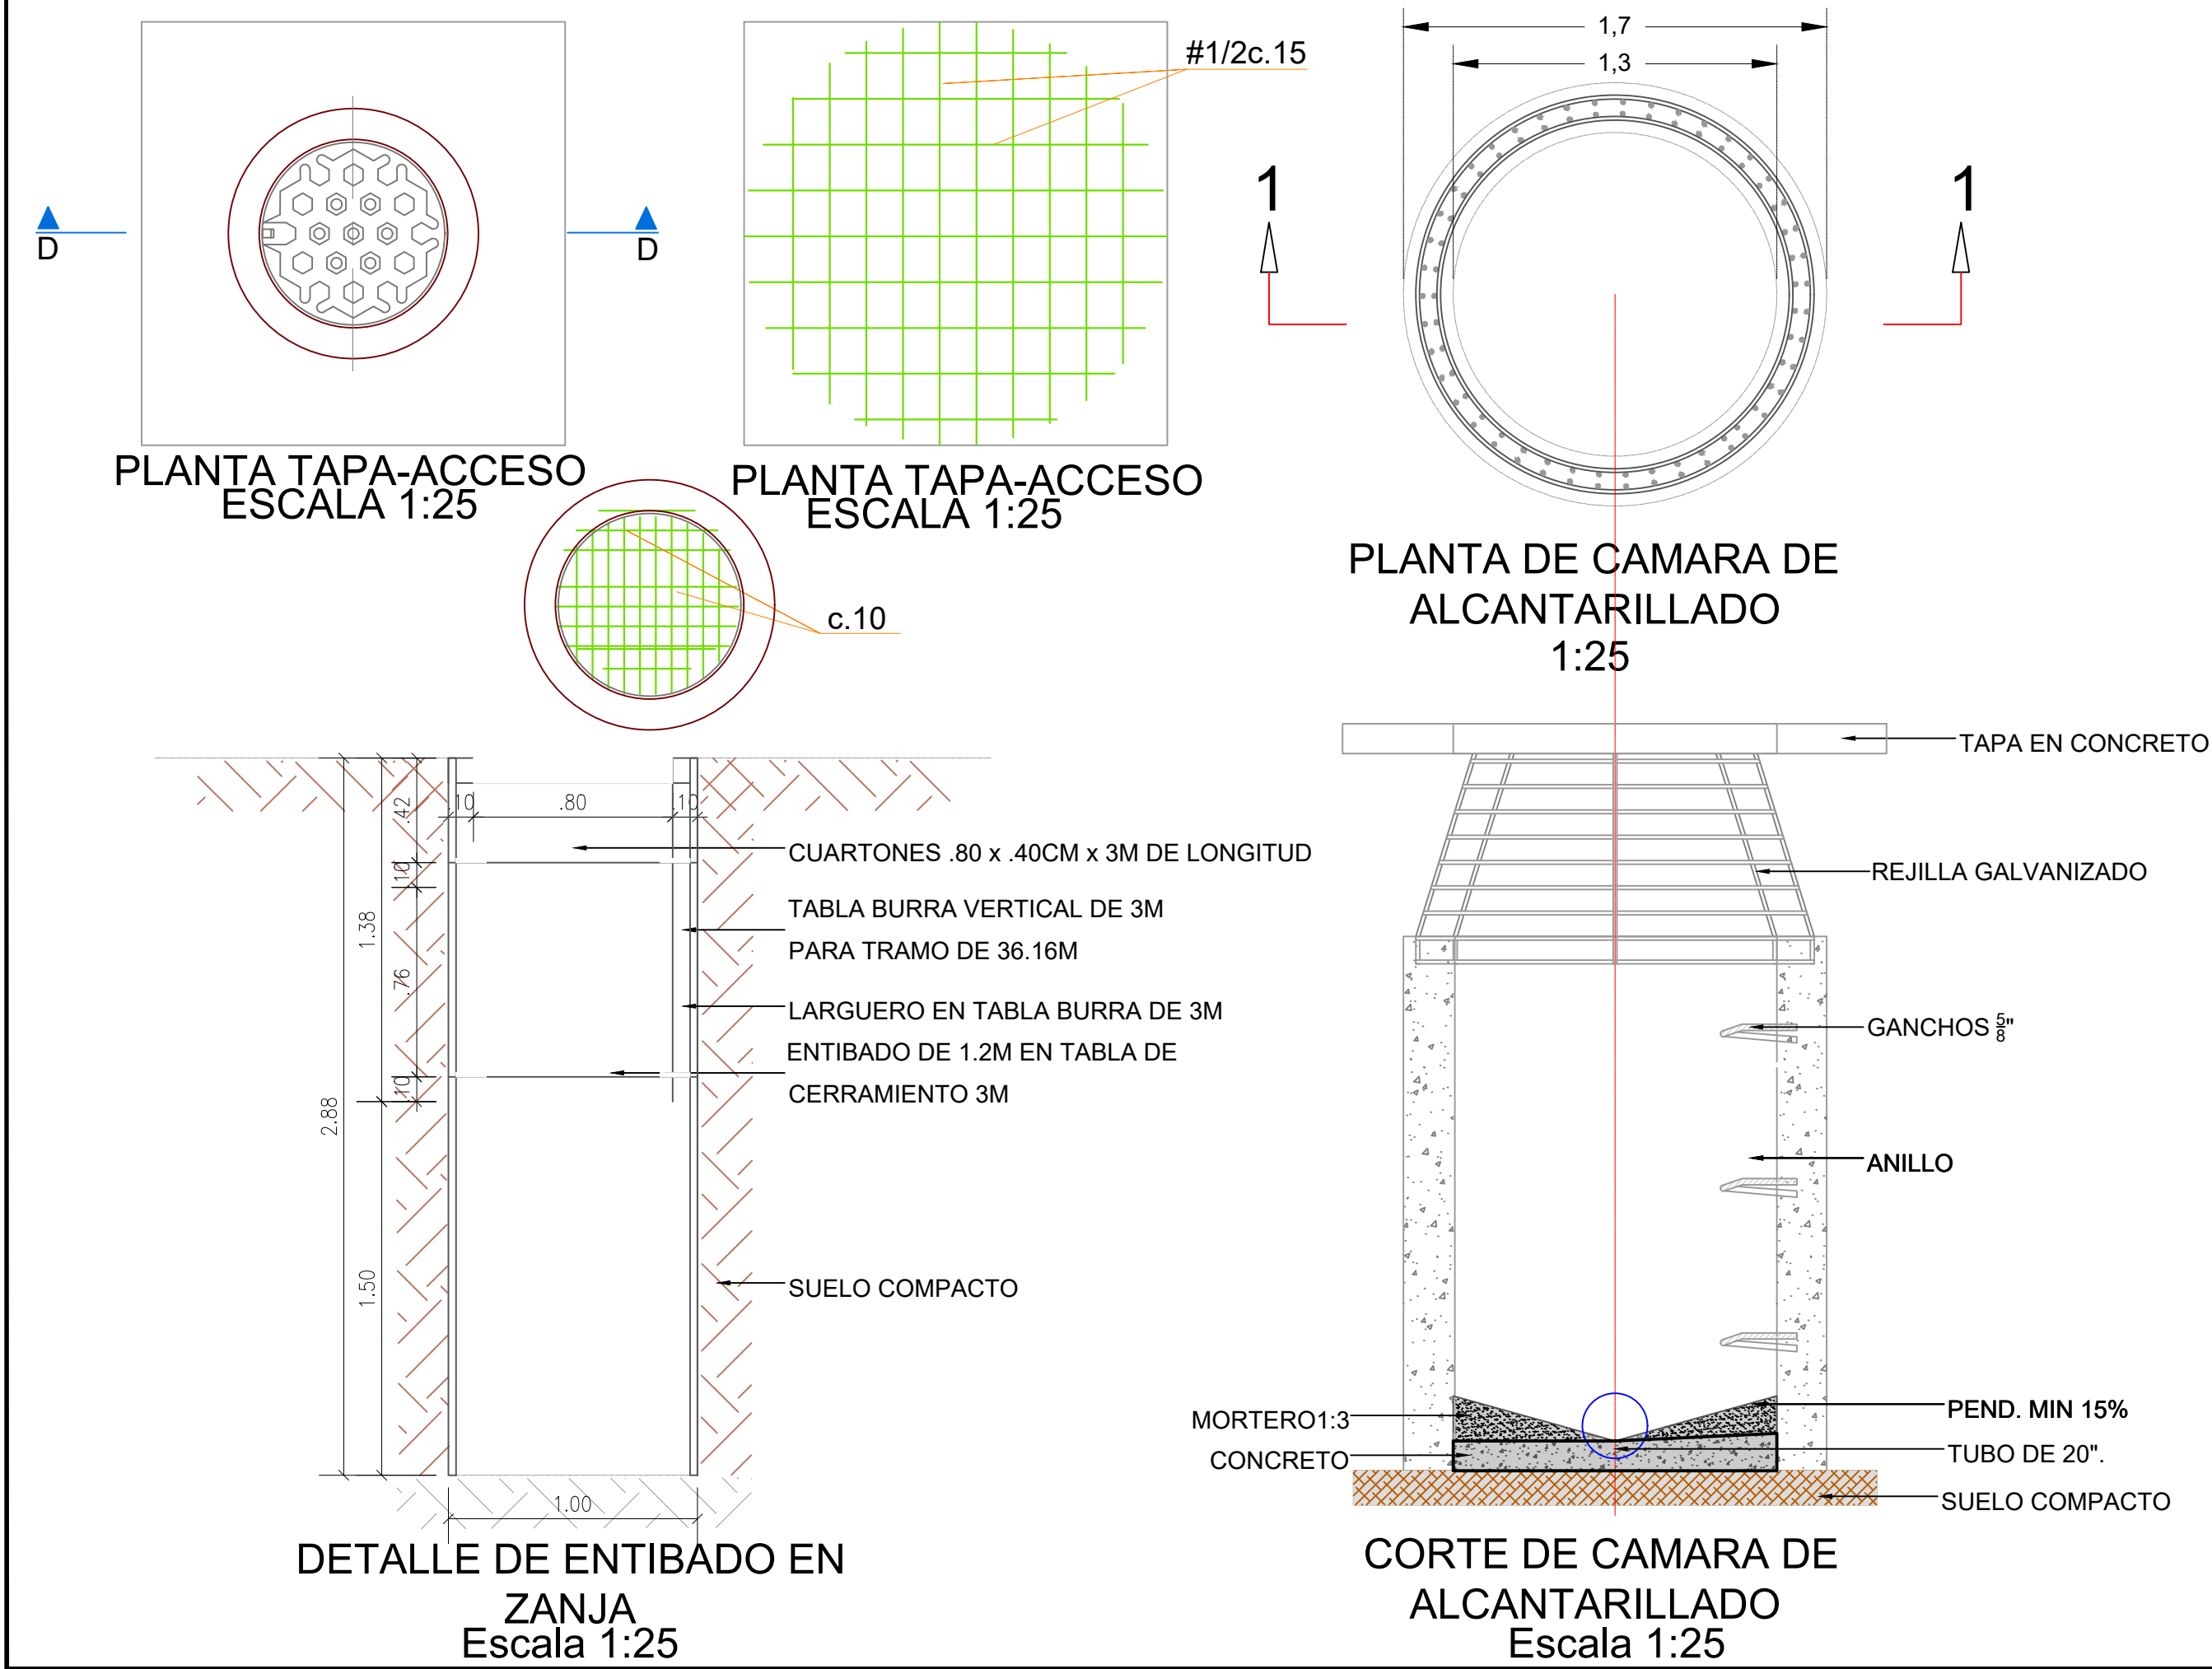 D
D
PLANTA TAPA-ACCESO
ESCALA 1:25
#1/2c.15
PLANTA TAPA-ACCESO
ESCALA 1:25
c.10
1,7
1,3
1
1
PLANTA DE CAMARA DE
ALCANTARILLADO
1:25
2.88
1.38
1.50
.42
.10
.76
.10
.10
.80
.10
1.00
CUARTONES .80 x .40CM x 3M DE LONGITUD
TABLA BURRA VERTICAL DE 3M
PARA TRAMO DE 36.16M
LARGUERO EN TABLA BURRA DE 3M
ENTIBADO DE 1.2M EN TABLA DE
CERRAMIENTO 3M
SUELO COMPACTO
DETALLE DE ENTIBADO EN
ZANJA
Escala 1:25
TAPA EN CONCRETO
REJILLA GALVANIZADO
GANCHOS 5/8"
ANILLO
MORTERO1:3
CONCRETO
PEND. MIN 15%
TUBO DE 20".
SUELO COMPACTO
CORTE DE CAMARA DE
ALCANTARILLADO
Escala 1:25